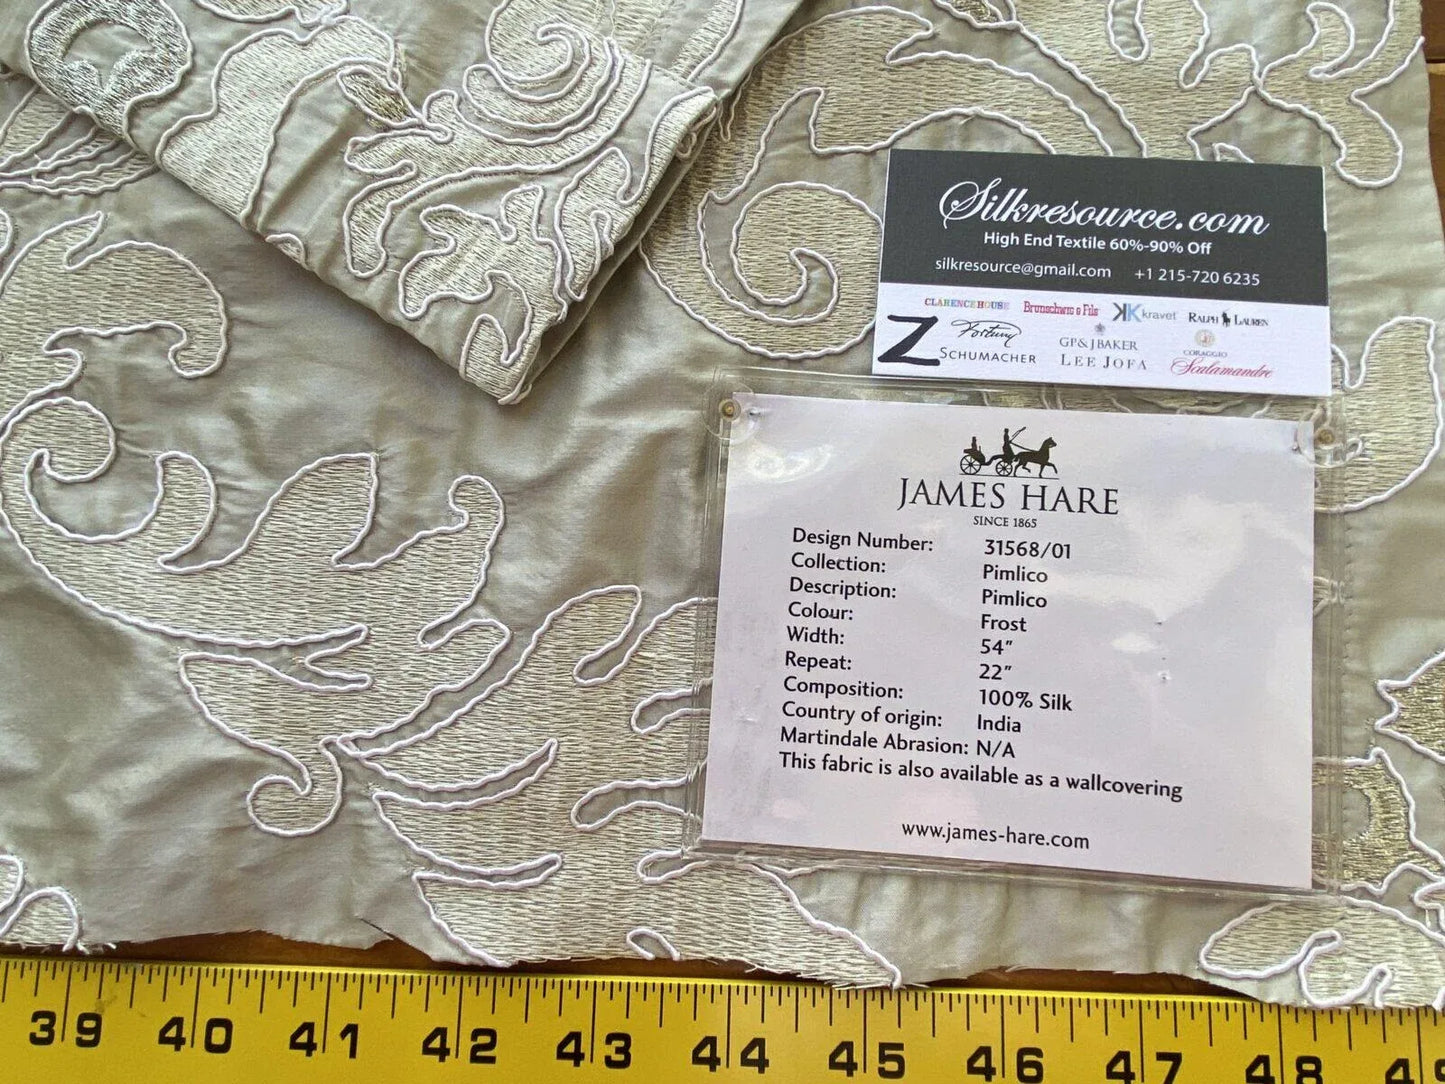 Silkresource.com
High End Textile 60%-90% Off
silkresource@gmail.com +1 215-720 6235
CLARENCE HOUSE Brunschwig & Fils kravet RALPH LAUREN
Z Fortuny GP&JBAKER CORAGGIO
SCHUMACHER LEE JOFA Scalamandre
JAMES HARE
SINCE 1865
Design Number: 31568/01
Collection: Pimlico
Description: Pimlico
Colour: Frost
Width: 54"
Repeat: 22"
Composition: 100% Silk
Country of origin: India
Martindale Abrasion: N/A
This fabric is also available as a wallcovering
www.james-hare.com
39 40 41 42 43 44 45 46 47 48 49